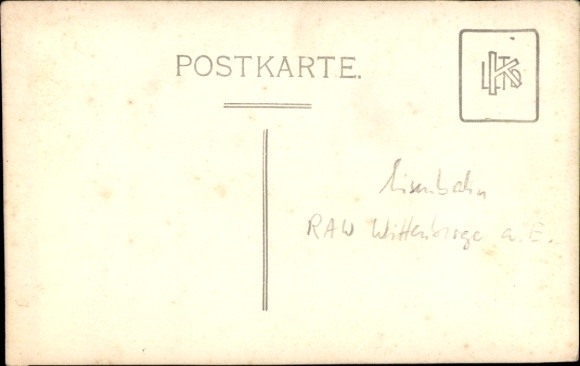 POSTKARTE.
Eisenbahn
RAW Wittenberge a. E.